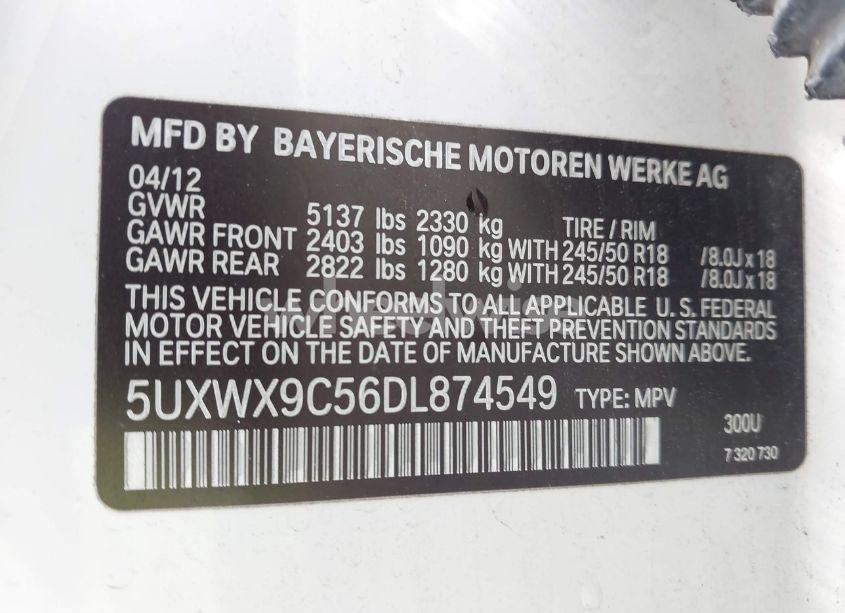 MFD BY BAYERISCHE MOTOREN WERKE AG
04/12
GVWR 5137 lbs 2330 kg TIRE / RIM
GAWR FRONT 2403 lbs 1090 kg WITH 245/50 R18 /8.0J x 18
GAWR REAR 2822 lbs 1280 kg WITH 245/50 R18 /8.0J x 18
THIS VEHICLE CONFORMS TO ALL APPLICABLE U. S. FEDERAL
MOTOR VEHICLE SAFETY AND THEFT PREVENTION STANDARDS
IN EFFECT ON THE DATE OF MANUFACTURE SHOWN ABOVE.
5UXWX9C56DL874549 TYPE: MPV
300U
7 320 730